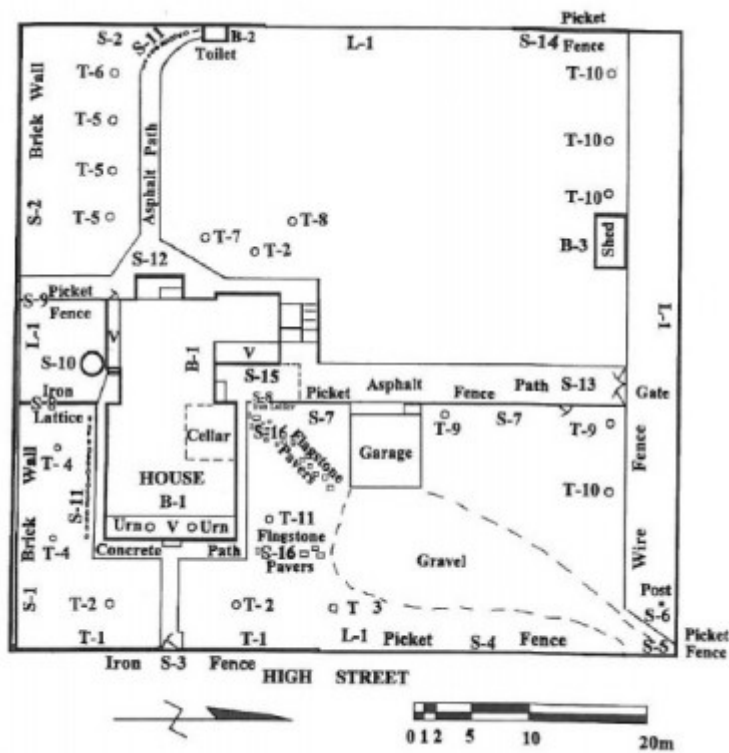 Picket
S-2 S-11 B-2 L-1 S-14 Fence
Toilet
T-6 T-10
S-2 Brick Wall
T-5 Asphalt Path T-10
T-5
T-10
T-5 T-8
T-7 T-2 B-3 Shed
S-12
S-9 Picket
Fence
L-1 V B-1 L-1
S-10 V
S-15
Iron S-8 Picket Asphalt Fence Path S-13 Gate
S-8 Iron Lattice
Lattice S-7 T-9 S-7 T-9
S-16 Flagstone
Pavers
Cellar Garage
T-4
HOUSE
B-1 T-10
S-11
Urn V Urn T-11
S-1 Brick Wall
T-4 Flagstone Gravel Wire Fence
Concrete Path S-16
Pavers
Post
T-2 T-2 T 3 S-6
T-1 T-1 L-1 Picket S-4 Fence S-5 Picket
Iron S-3 Fence Fence
HIGH STREET
0 1 2 5 10 20m